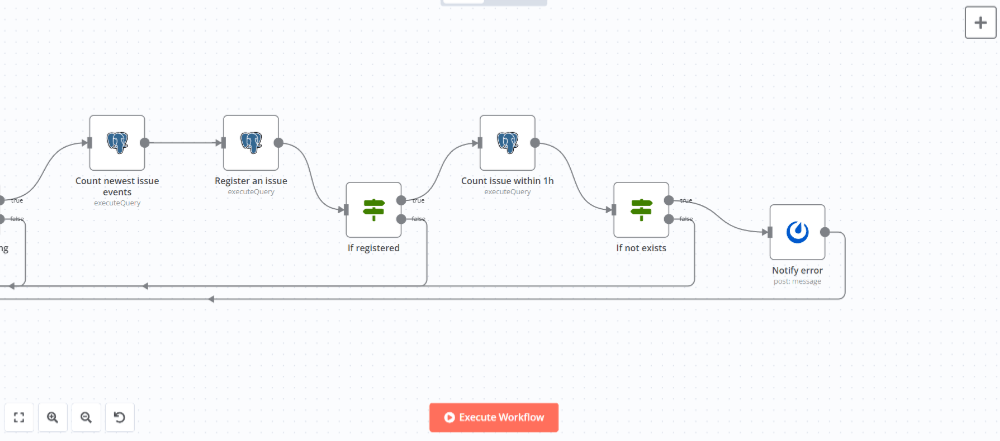 true
false
ng
Count newest issue
events
executeQuery
Register an issue
executeQuery
true
false
If registered
Count issue within 1h
executeQuery
true
false
If not exists
Notify error
post: message
Execute Workflow